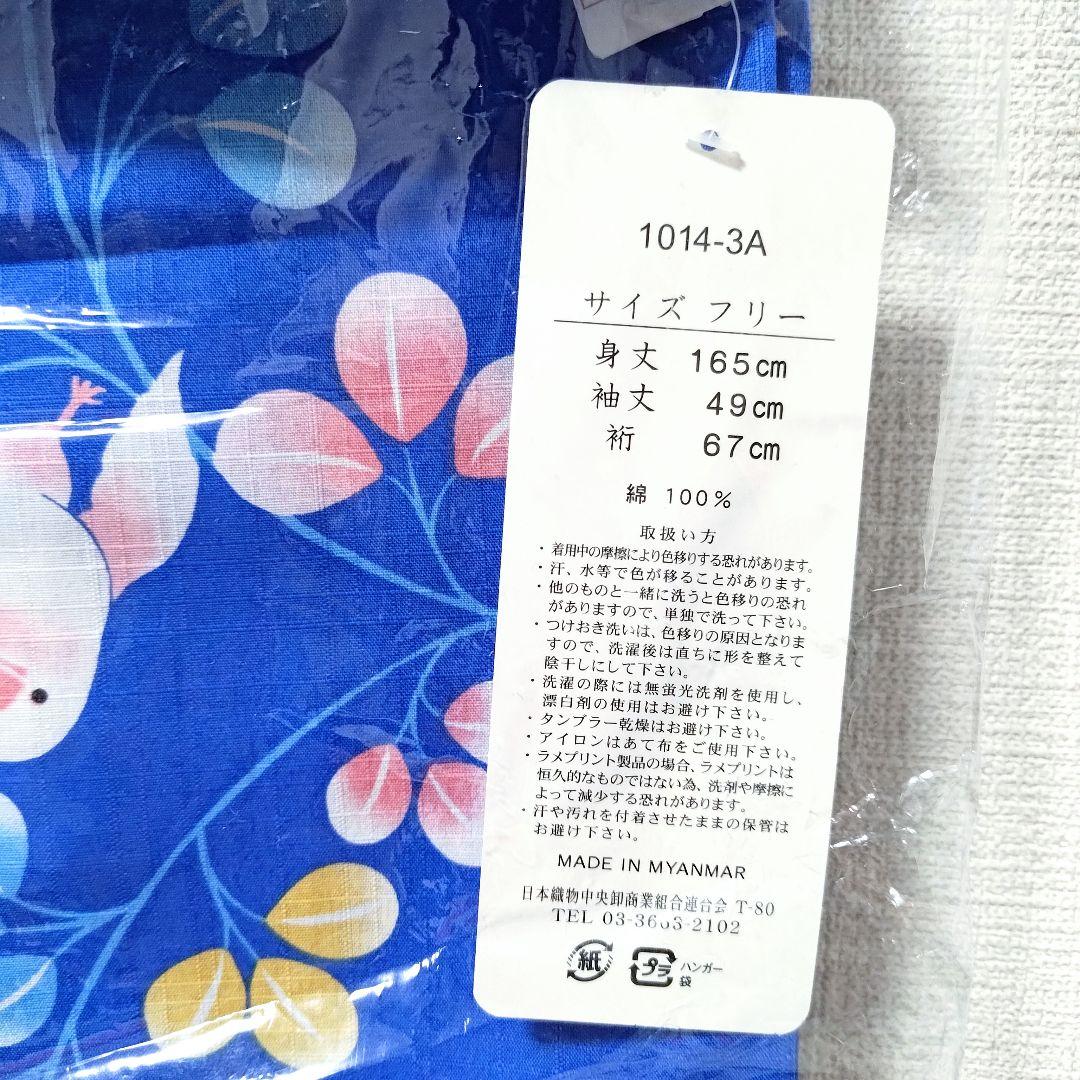 1014-3A
サイズ フリー
身丈 165cm
袖丈 49cm
裄 67cm
綿 100%
取扱い方
・着用中の摩擦により色移りする恐れがあります。
・汗、水等で色が移ることがあります。
・他のものと一緒に洗うと色移りの恐れ
がありますので、単独で洗って下さい。
・つけおき洗いは、色移りの原因となりま
すので、洗濯後は直ちに形を整えて
陰干しにして下さい。
・洗濯の際には無蛍光洗剤を使用し、
漂白剤の使用はお避け下さい。
・タンブラー乾燥はお避け下さい。
・アイロンはあて布をご使用下さい。
・ラメプリント製品の場合、ラメプリントは
恒久的なものではない為、洗剤や摩擦に
よって減少する恐れがあります。
・汗や汚れを付着させたままの保管は
お避け下さい。
MADE IN MYANMAR
日本織物中央卸商業組合連合会 T-80
TEL 03-3663-2102
紙 プラ ハンガー
袋